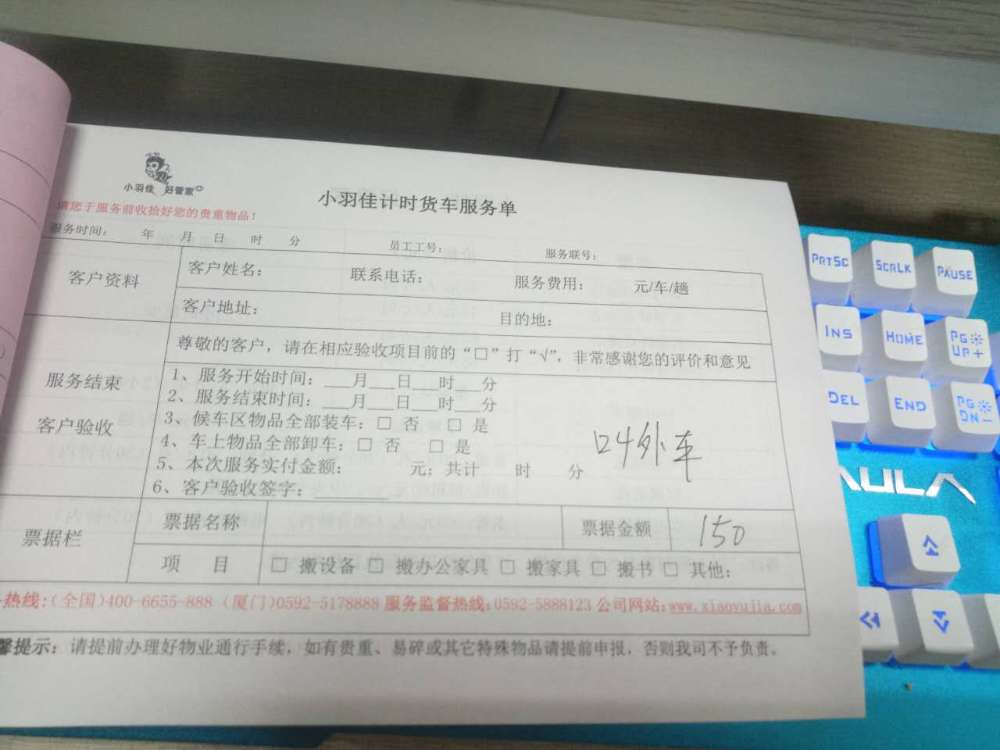 小羽佳 好管家
小羽佳计时货车服务单
请您于服务前收拾好您的贵重物品！
服务时间： 年 月 日 时 分 员工工号： 服务联号：
客户资料
客户姓名： 联系电话： 服务费用： 元/车/趟
客户地址： 目的地：
尊敬的客户，请在相应验收项目前的“□”打“√”，非常感谢您的评价和意见
服务结束
客户验收
1、服务开始时间：___月___日___时___分
2、服务结束时间：___月___日___时___分
3、候车区物品全部装车：□ 否 □ 是
4、车上物品全部卸车：□ 否 □ 是
5、本次服务实付金额： 元；共计 时 分
6、客户验收签字：
外车
票据栏
票据名称 票据金额 150
项 目 □ 搬设备 □ 搬办公家具 □ 搬家具 □ 搬书 □ 其他：
热线：（全国）400-6655-888（厦门）0592-5178888 服务监督热线：0592-5888123 公司网站：www.xiaoyujia.com
馨提示：请提前办理好物业通行手续，如有贵重、易碎或其它特殊物品请提前申报，否则我司不予负责。
PRTSC SCRLK PAUSE
INS HOME PG UP+
DEL END PG DN-
AULA